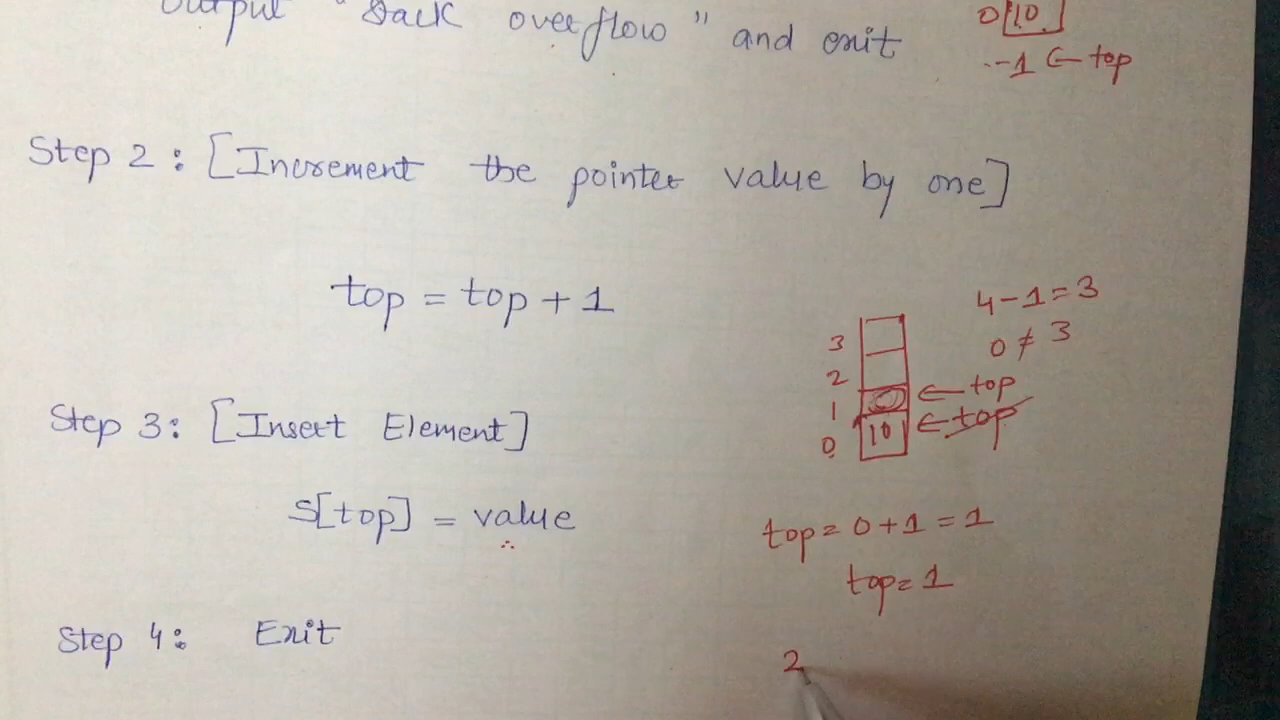 output "Stack overflow" and exit
0 10
-1 ← top
Step 2 : [Increment the pointer value by one]
top = top + 1
4 - 1 = 3
0 ≠ 3
3
2
1 ← top
0 10 ← top
Step 3 : [Insert Element]
S[top] = value
top = 0 + 1 = 1
top = 1
Step 4 : Exit
2